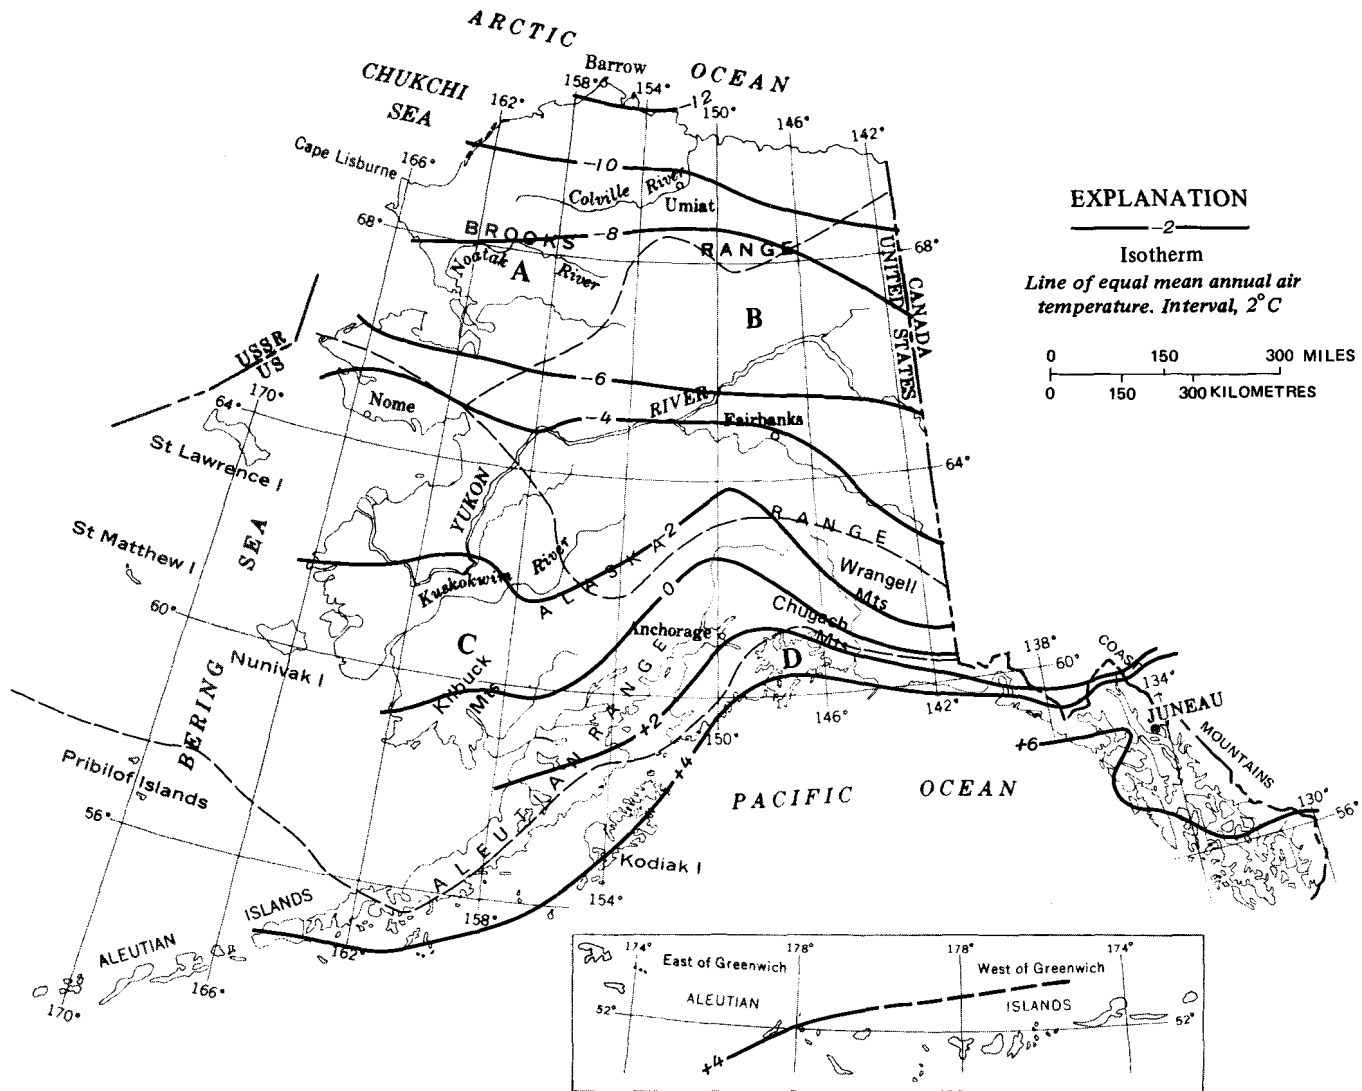 ARCTIC
OCEAN
Barrow
CHUKCHI
SEA
158°
154°
-12
162°
150°
146°
142°
Cape Lisburne
166°
-10
Colville River
Umiat
68°
BROOKS
-8
RANGE
68°
Noatak
River
A
B
UNITED STATES
CANADA
EXPLANATION
-2
Isotherm
Line of equal mean annual air
temperature. Interval, 2°C
0 150 300 MILES
0 150 300 KILOMETRES
USSR
US
170°
64°
-6
RIVER
Nome
-4
Fairbanks
64°
St Lawrence I
YUKON
St Matthew I
BERING
SEA
ALASKA
-2
RANGE
Kuskokwim
River
Wrangell
Mts
60°
0
Chugach
Mts
Anchorage
C
D
Nunivak I
Kilbuck
Mts
138°
60°
COAST
134°
JUNEAU
MOUNTAINS
146°
142°
150°
+2
+4
+6
Pribilof Islands
ALEUTIAN RANGE
PACIFIC
OCEAN
130°
56°
56°
Kodiak I
154°
158°
162°
ISLANDS
ALEUTIAN
166°
170°
174°
178°
178°
174°
East of Greenwich
West of Greenwich
ALEUTIAN
ISLANDS
52°
52°
+4